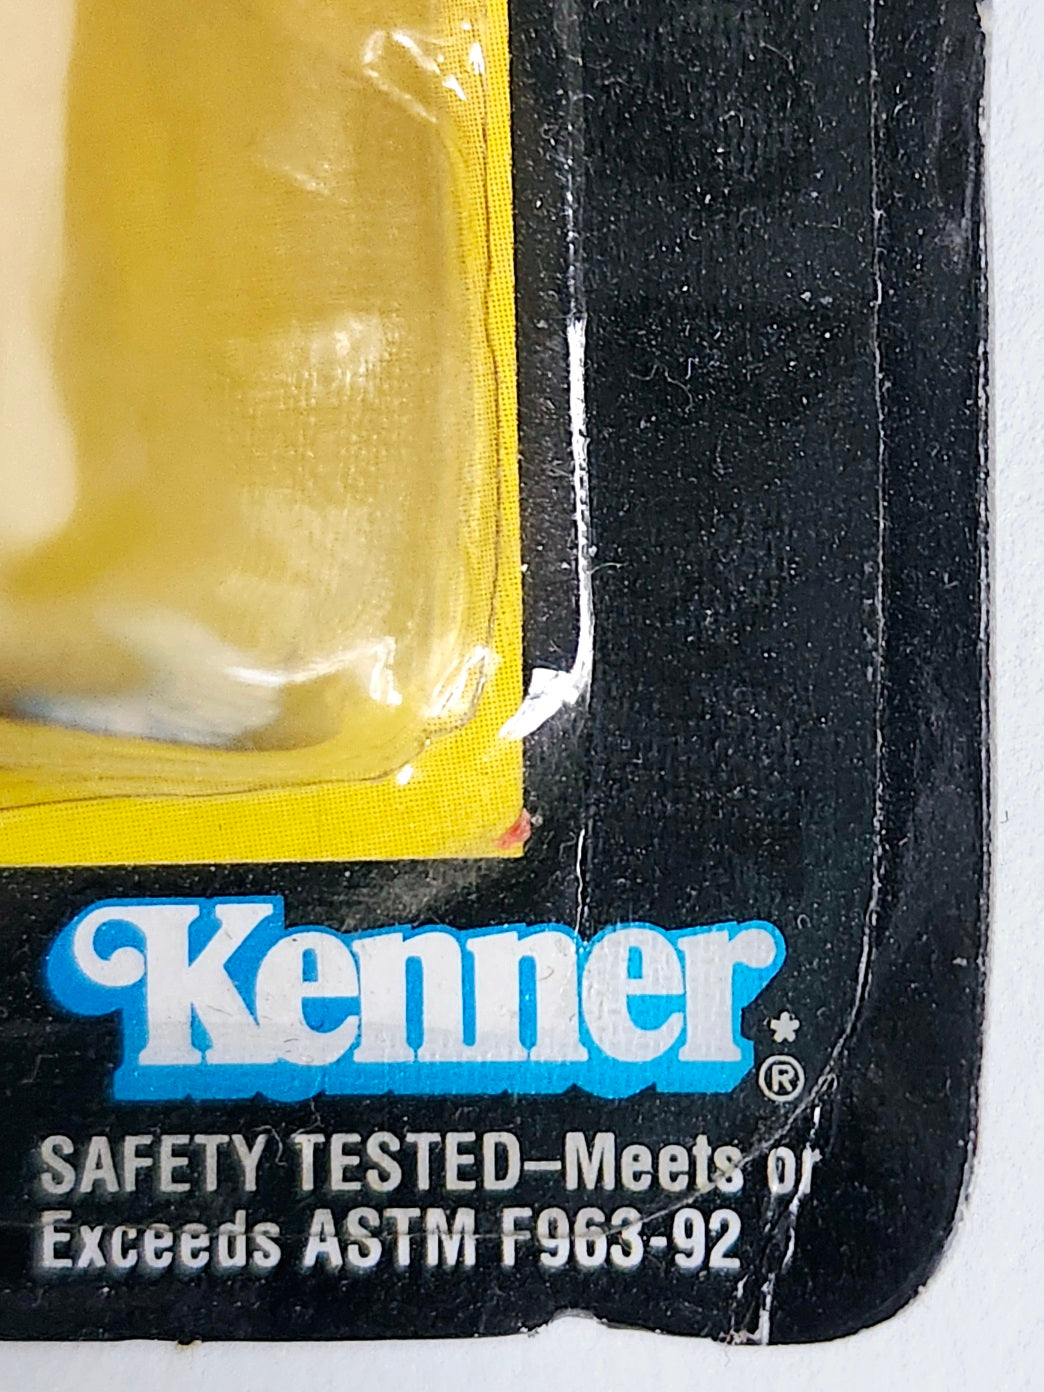 Kenner*®
SAFETY TESTED–Meets or
Exceeds ASTM F963-92